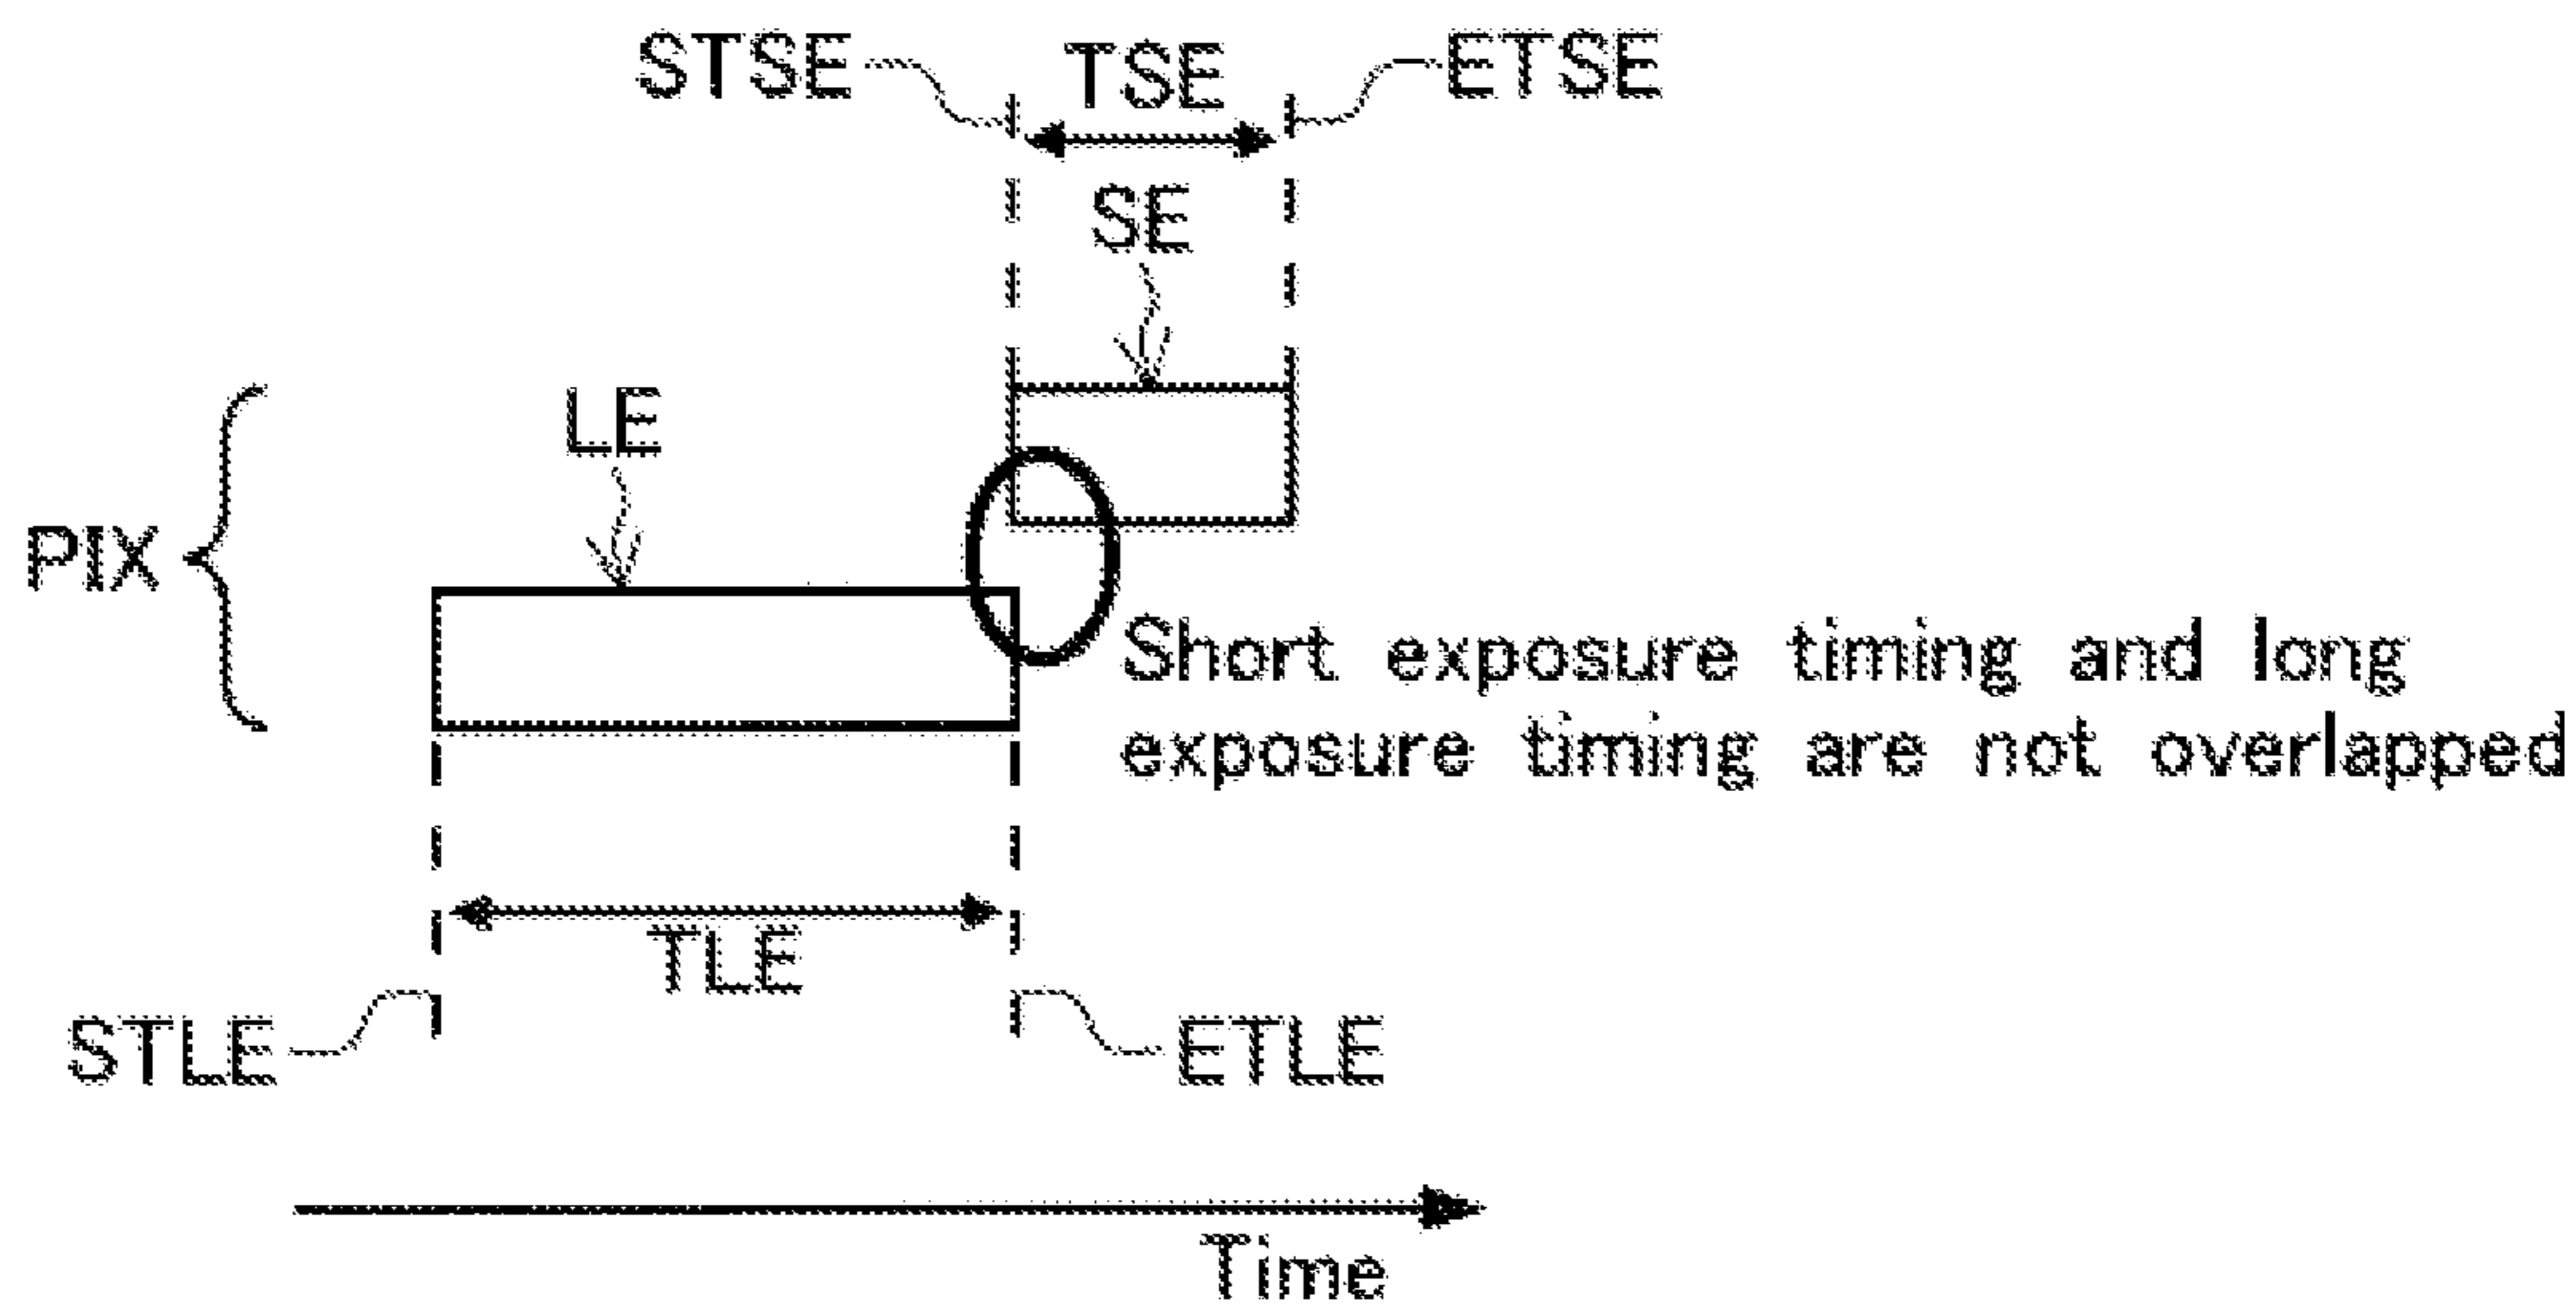 STSE
TSE
ETSE
SE
LE
PIX
Short exposure timing and long
exposure timing are not overlapped
TLE
STLE
ETLE
Time